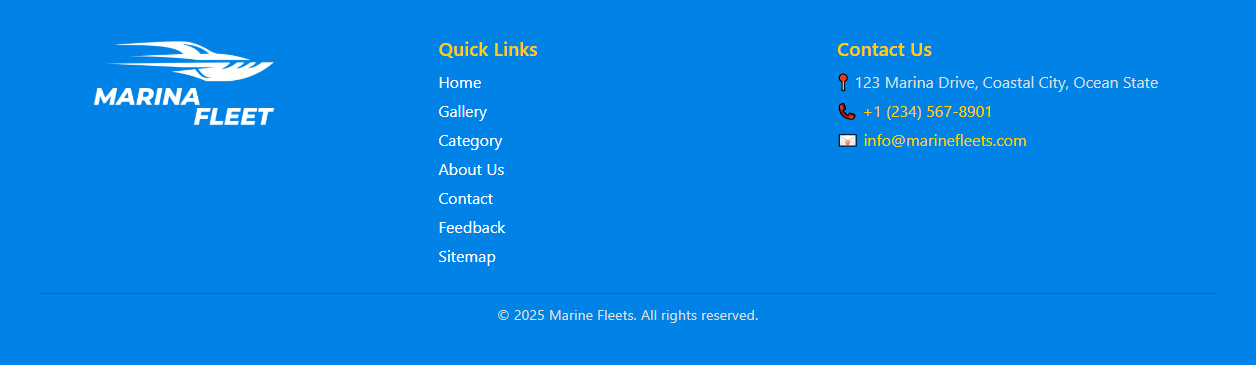 MARINA
FLEET
Quick Links
Home
Gallery
Category
About Us
Contact
Feedback
Sitemap
Contact Us
📍 123 Marina Drive, Coastal City, Ocean State
📞 +1 (234) 567-8901
📧 info@marinefleets.com
© 2025 Marine Fleets. All rights reserved.